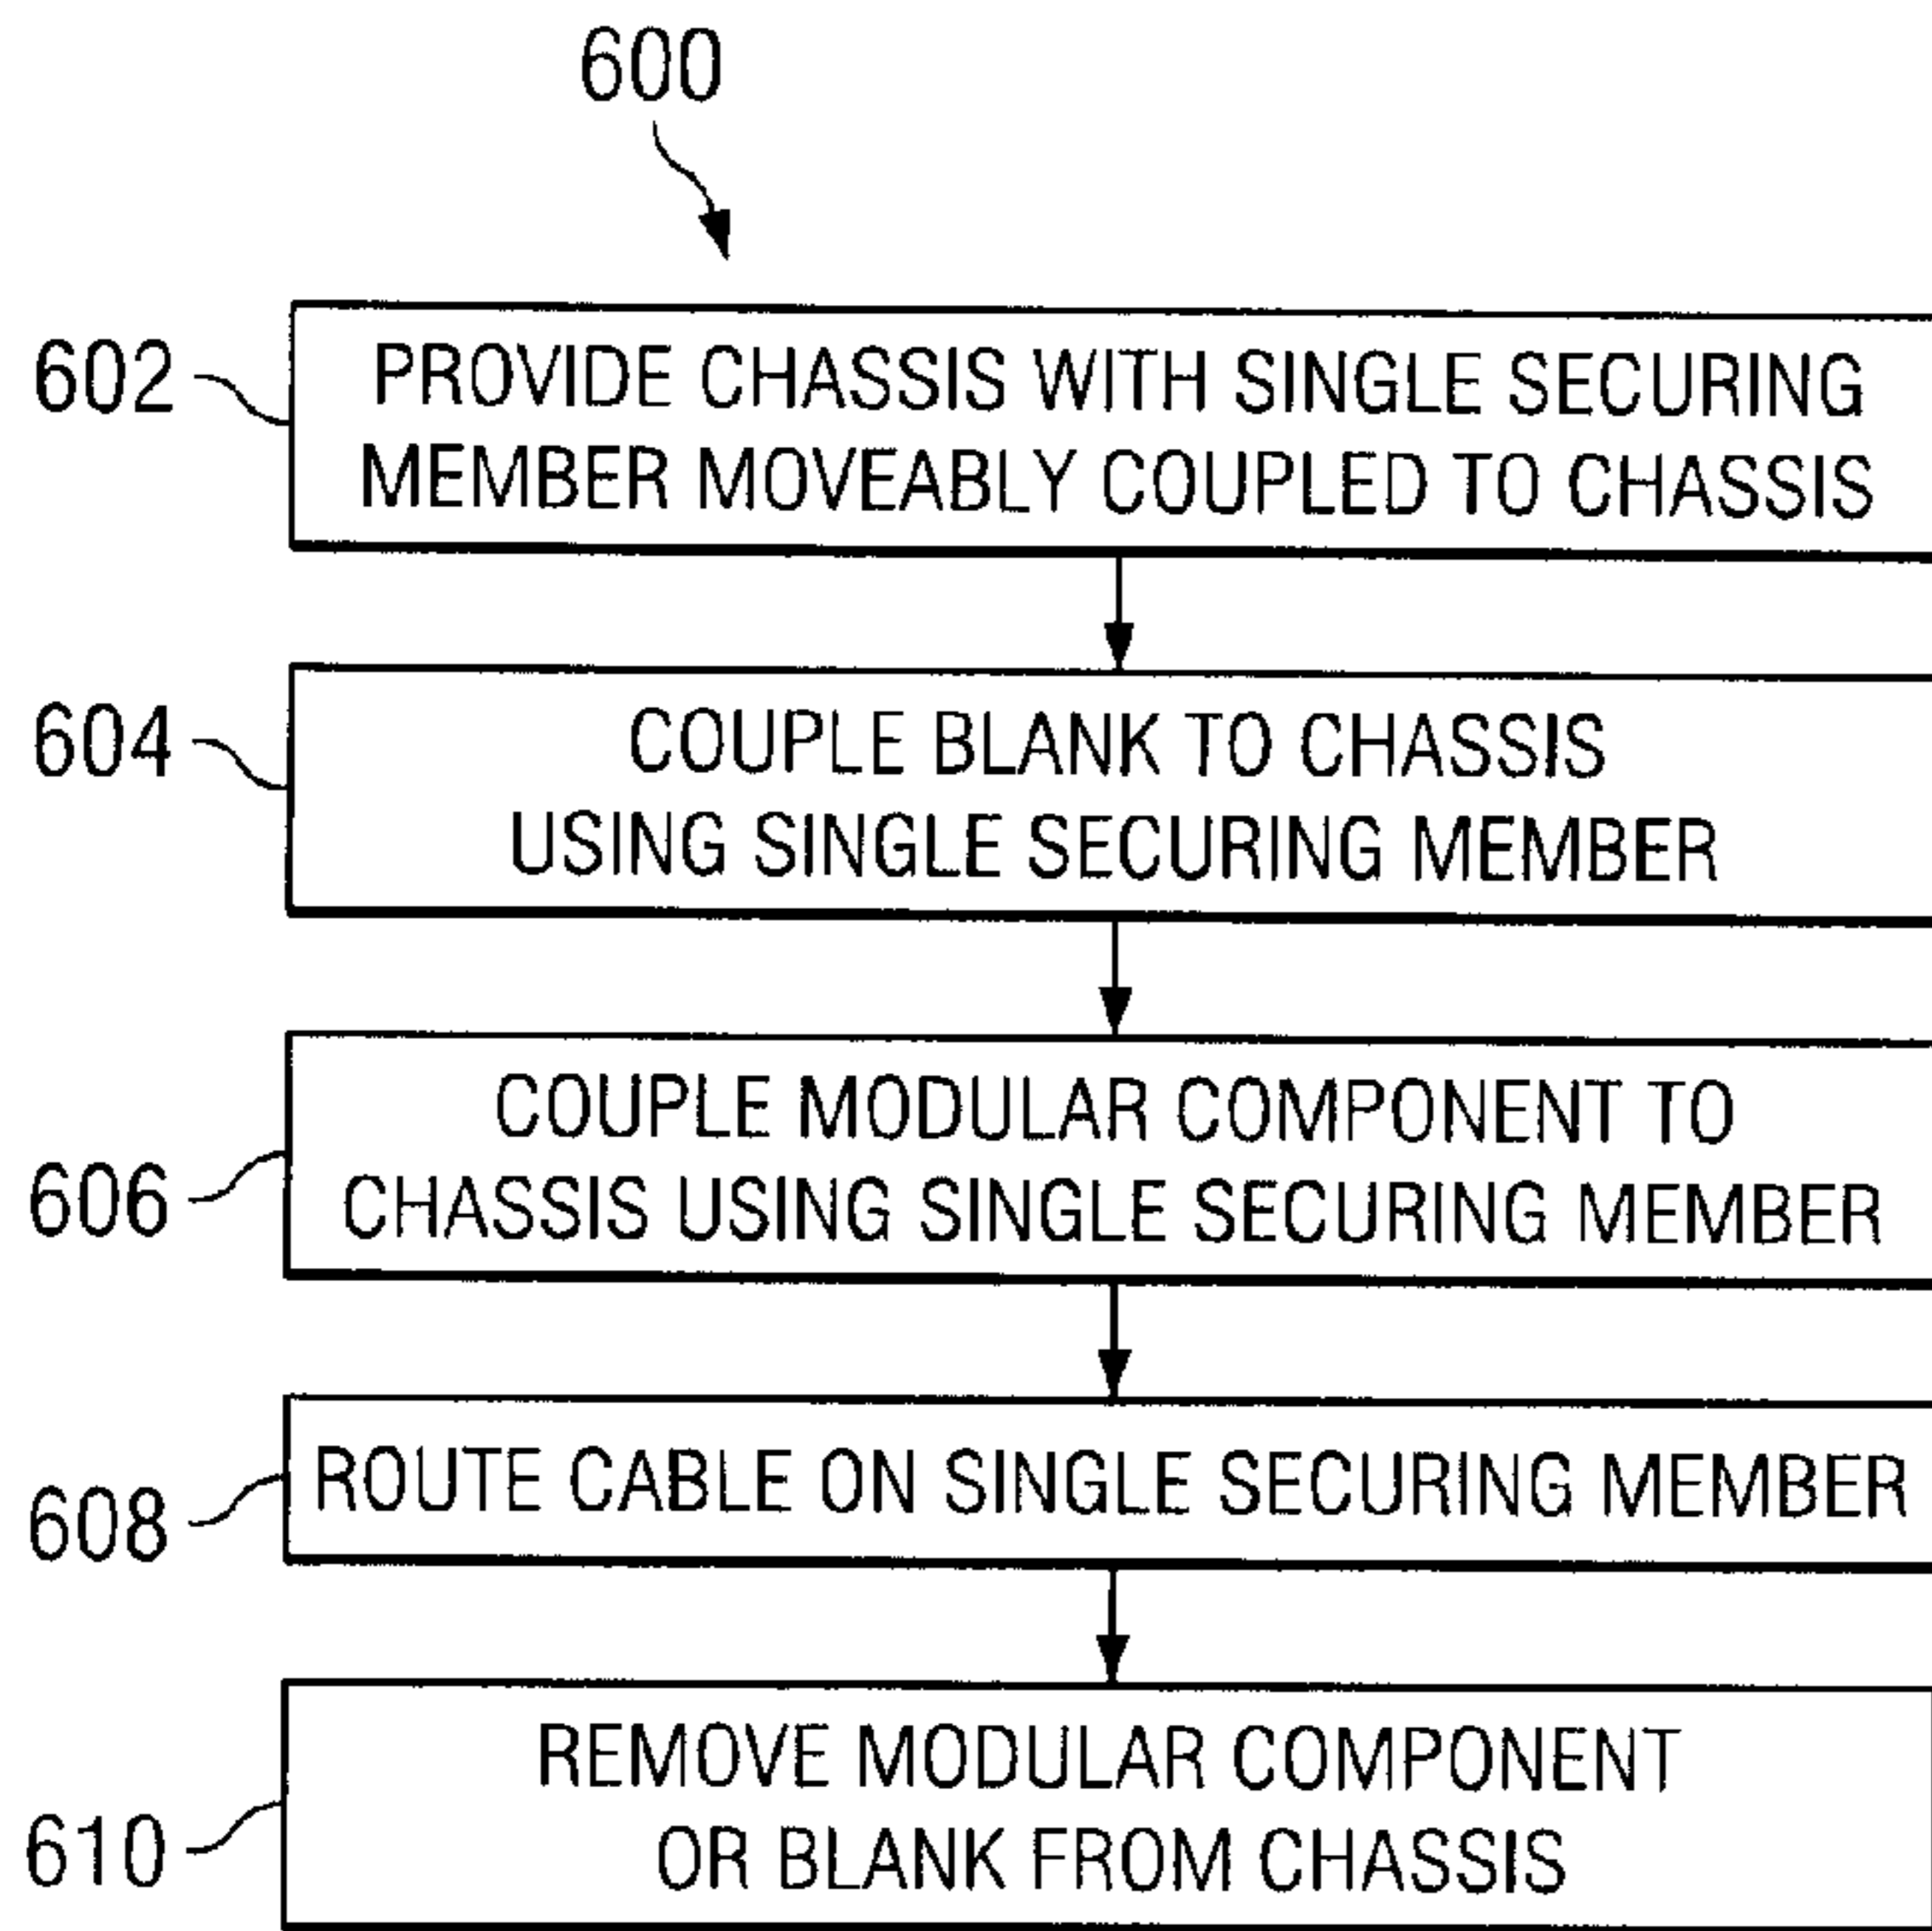 600
602
PROVIDE CHASSIS WITH SINGLE SECURING
MEMBER MOVEABLY COUPLED TO CHASSIS
604
COUPLE BLANK TO CHASSIS
USING SINGLE SECURING MEMBER
606
COUPLE MODULAR COMPONENT TO
CHASSIS USING SINGLE SECURING MEMBER
608
ROUTE CABLE ON SINGLE SECURING MEMBER
610
REMOVE MODULAR COMPONENT
OR BLANK FROM CHASSIS